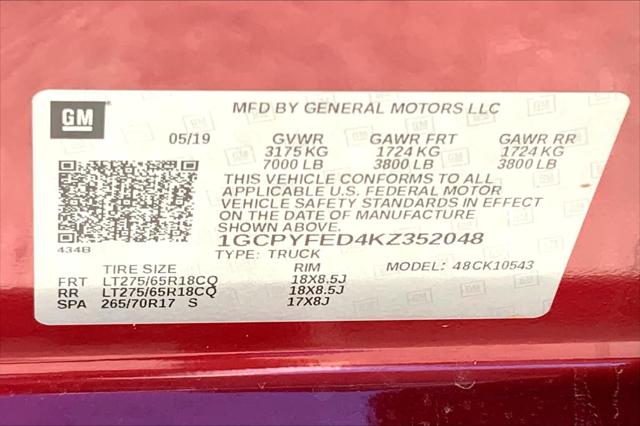 GM
MFD BY GENERAL MOTORS LLC
05/19 GVWR GAWR FRT GAWR RR
3175 KG 1724 KG 1724 KG
7000 LB 3800 LB 3800 LB
THIS VEHICLE CONFORMS TO ALL
APPLICABLE U.S. FEDERAL MOTOR
VEHICLE SAFETY STANDARDS IN EFFECT
ON THE DATE OF MANUFACTURE
SHOWN ABOVE.
1GCPYFED4KZ352048
434B
TYPE: TRUCK
TIRE SIZE RIM MODEL: 48CK10543
FRT LT275/65R18CQ 18X8.5J
RR LT275/65R18CQ 18X8.5J
SPA 265/70R17 S 17X8J